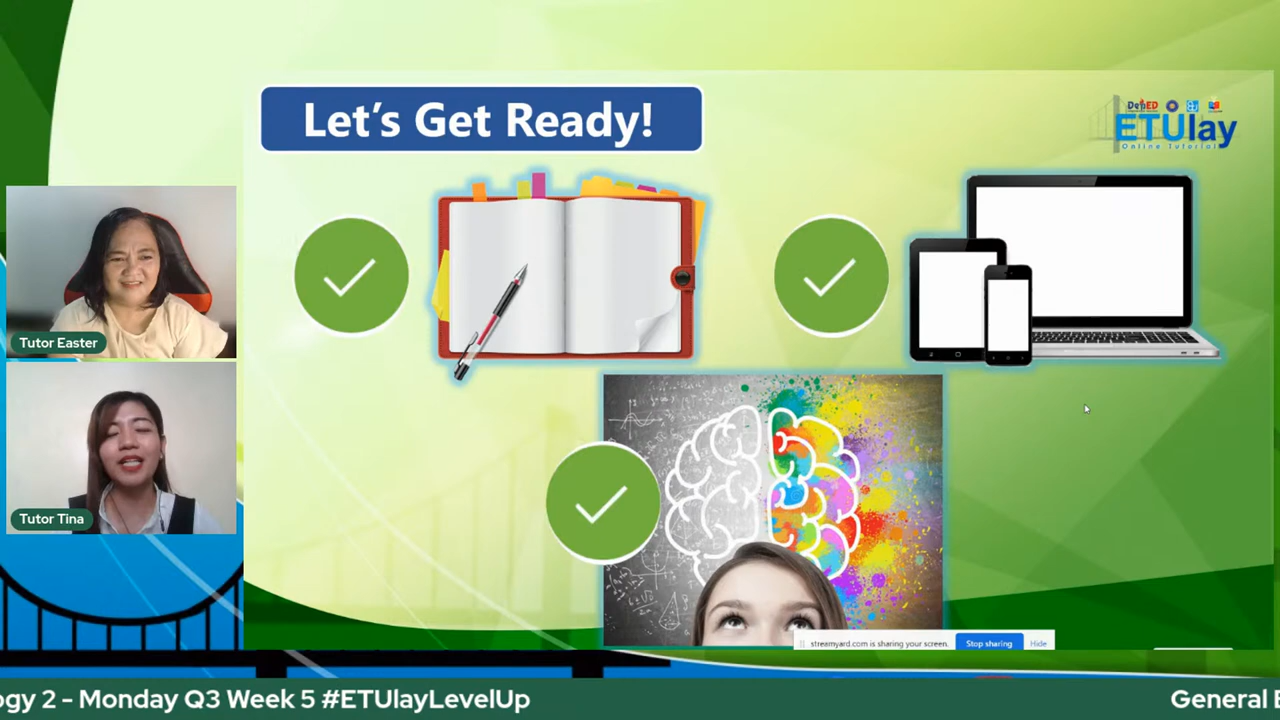 Let's Get Ready!
DepED
ETUlay
Online Tutorial
Tutor Easter
Tutor Tina
streamyard.com is sharing your screen.
Stop sharing
Hide
ogy 2 - Monday Q3 Week 5 #ETUlayLevelUp
General